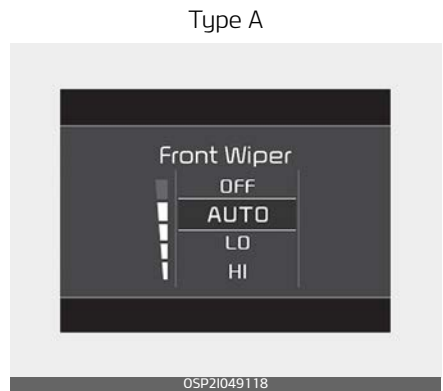 Type A
Front Wiper
OFF
AUTO
LO
HI
OSP2I049118